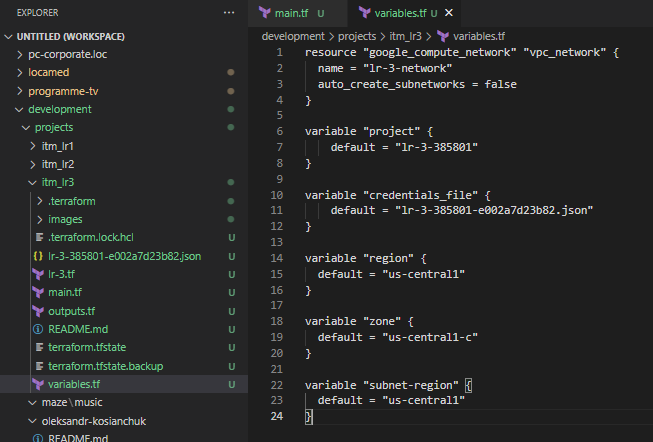 EXPLORER
···
main.tf U
variables.tf U
UNTITLED (WORKSPACE)
development > projects > itm_lr3 > variables.tf
pc-corporate.loc
locamed
programme-tv
development
projects
itm_lr1
itm_lr2
itm_lr3
.terraform
images
.terraform.lock.hcl U
{} lr-3-385801-e002a7d23b82.json U
lr-3.tf U
main.tf U
outputs.tf U
README.md U
terraform.tfstate U
terraform.tfstate.backup U
variables.tf U
maze\music
oleksandr-kosianchuk
README.md
1 resource "google_compute_network" "vpc_network" {
2 name = "lr-3-network"
3 auto_create_subnetworks = false
4 }
5
6 variable "project" {
7 default = "lr-3-385801"
8 }
9
10 variable "credentials_file" {
11 default = "lr-3-385801-e002a7d23b82.json"
12 }
13
14 variable "region" {
15 default = "us-central1"
16 }
17
18 variable "zone" {
19 default = "us-central1-c"
20 }
21
22 variable "subnet-region" {
23 default = "us-central1"
24 }